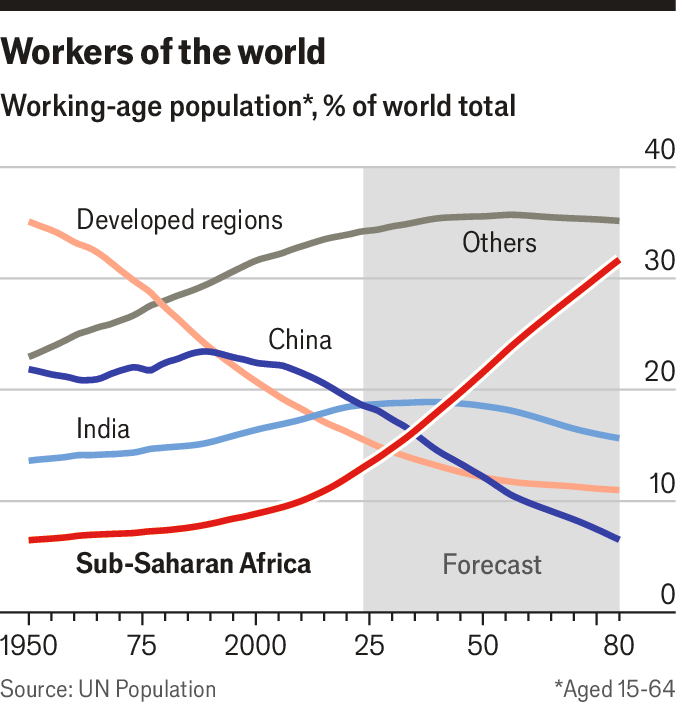 Workers of the world
Working-age population*, % of world total
40
Developed regions
Others
30
China
20
India
10
Sub-Saharan Africa
Forecast
0
1950 75 2000 25 50 80
Source: UN Population
*Aged 15-64